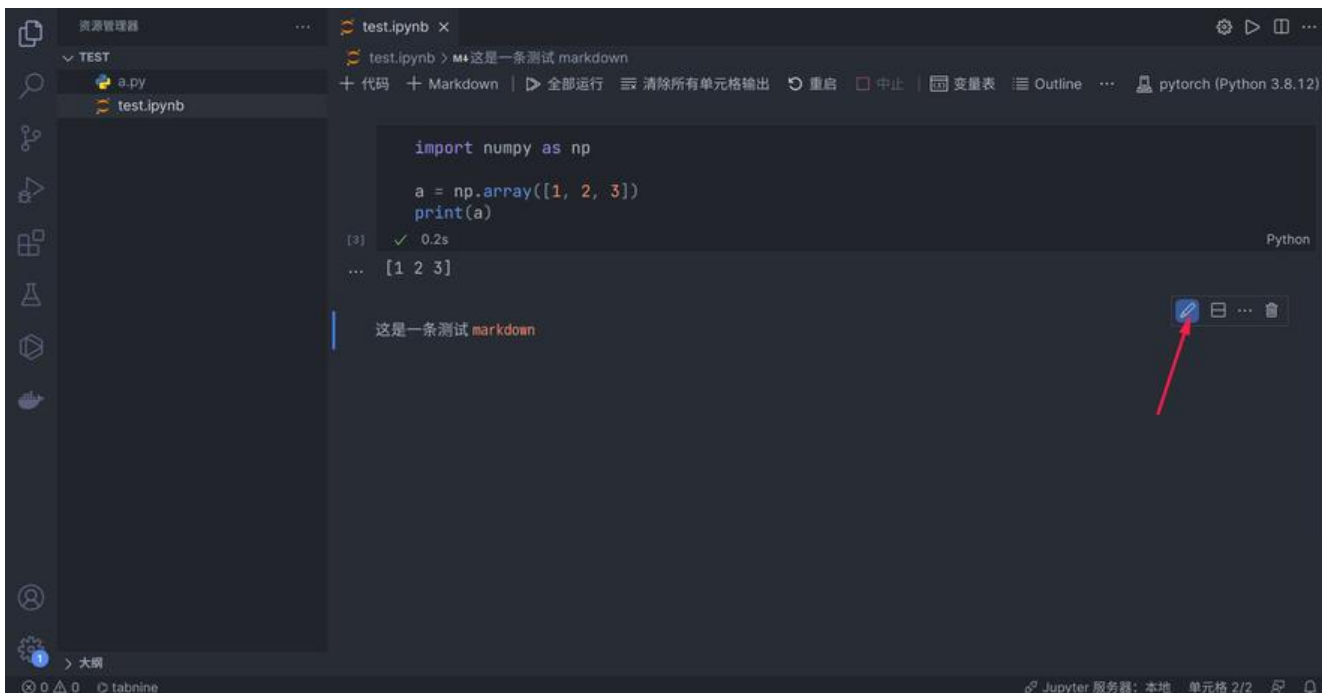 资源管理器
TEST
a.py
test.ipynb
test.ipynb
test.ipynb > M↓这是一条测试 markdown
代码 Markdown 全部运行 清除所有单元格输出 重启 中止 变量表 Outline ... pytorch (Python 3.8.12)
import numpy as np
a = np.array([1, 2, 3])
print(a)
[3] ✓ 0.2s Python
... [1 2 3]
这是一条测试 markdown
1
大纲
0 0 tabnine Jupyter 服务器：本地 单元格 2/2